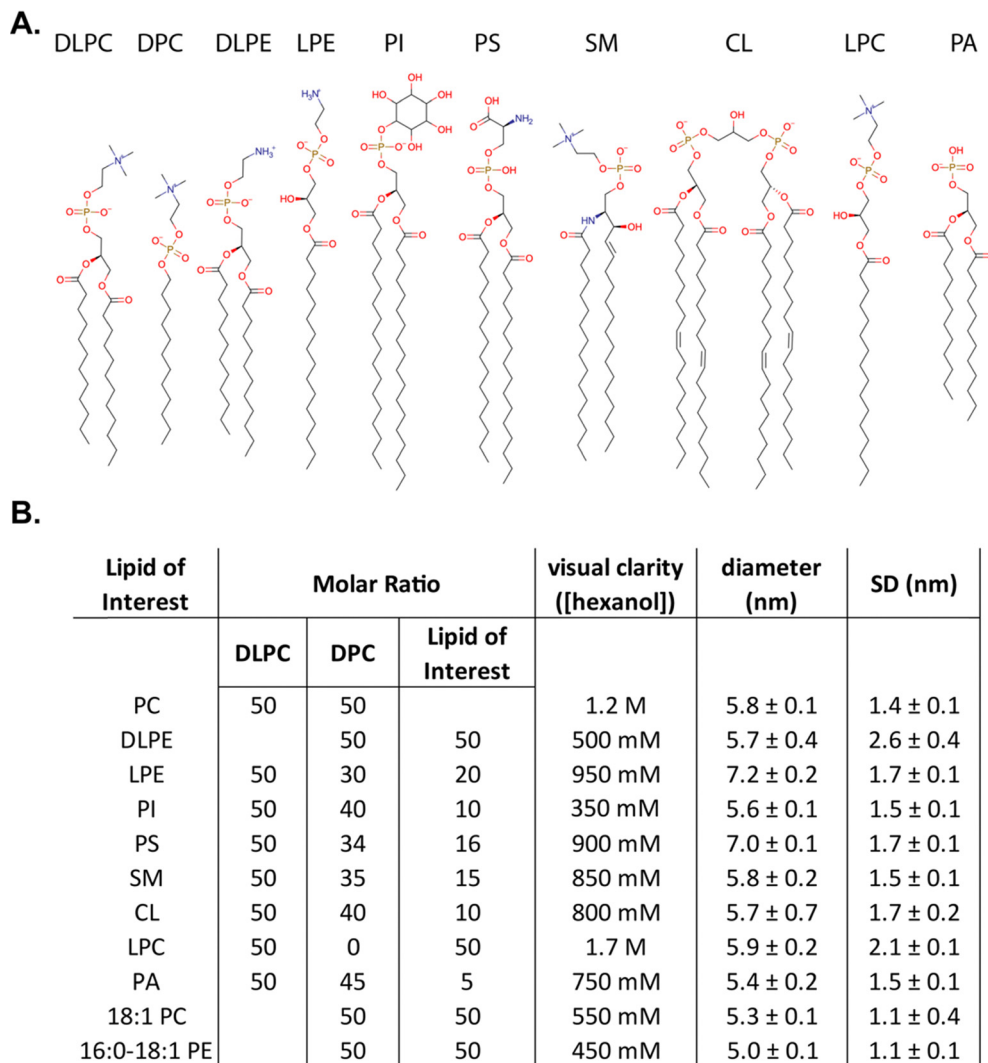 A.
DLPC DPC DLPE LPE PI PS SM CL LPC PA
B.
Lipid of Interest Molar Ratio visual clarity ([hexanol]) diameter (nm) SD (nm)
DLPC DPC Lipid of Interest
PC 50 50 1.2 M 5.8 ± 0.1 1.4 ± 0.1
DLPE 50 50 500 mM 5.7 ± 0.4 2.6 ± 0.4
LPE 50 30 20 950 mM 7.2 ± 0.2 1.7 ± 0.1
PI 50 40 10 350 mM 5.6 ± 0.1 1.5 ± 0.1
PS 50 34 16 900 mM 7.0 ± 0.1 1.7 ± 0.1
SM 50 35 15 850 mM 5.8 ± 0.2 1.5 ± 0.1
CL 50 40 10 800 mM 5.7 ± 0.7 1.7 ± 0.2
LPC 50 0 50 1.7 M 5.9 ± 0.2 2.1 ± 0.1
PA 50 45 5 750 mM 5.4 ± 0.2 1.5 ± 0.1
18:1 PC 50 50 550 mM 5.3 ± 0.1 1.1 ± 0.4
16:0-18:1 PE 50 50 450 mM 5.0 ± 0.1 1.1 ± 0.1